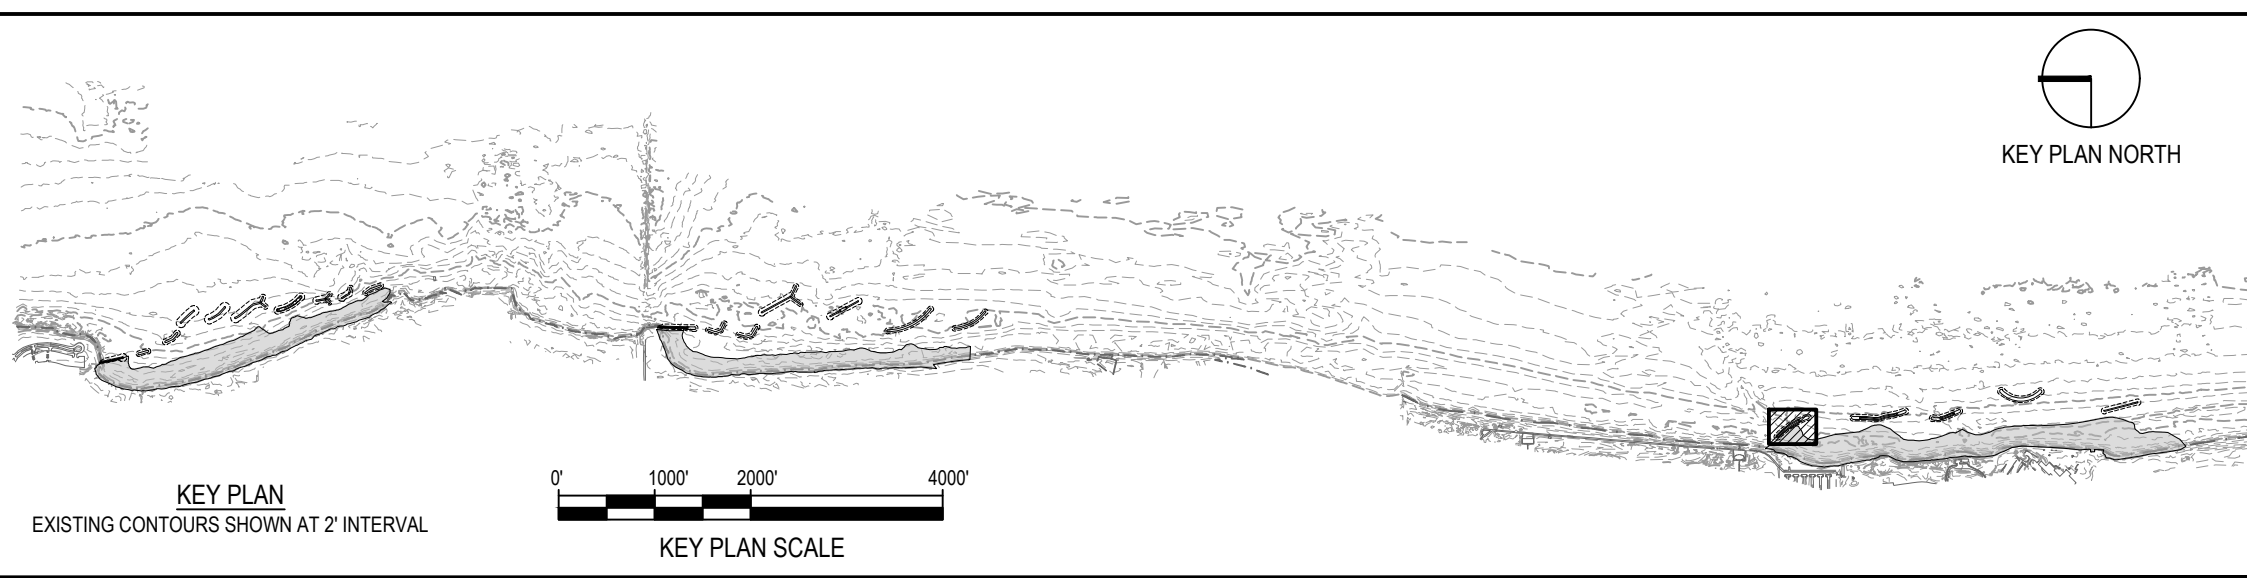 KEY PLAN NORTH
KEY PLAN
EXISTING CONTOURS SHOWN AT 2' INTERVAL
0' 1000' 2000' 4000'
KEY PLAN SCALE